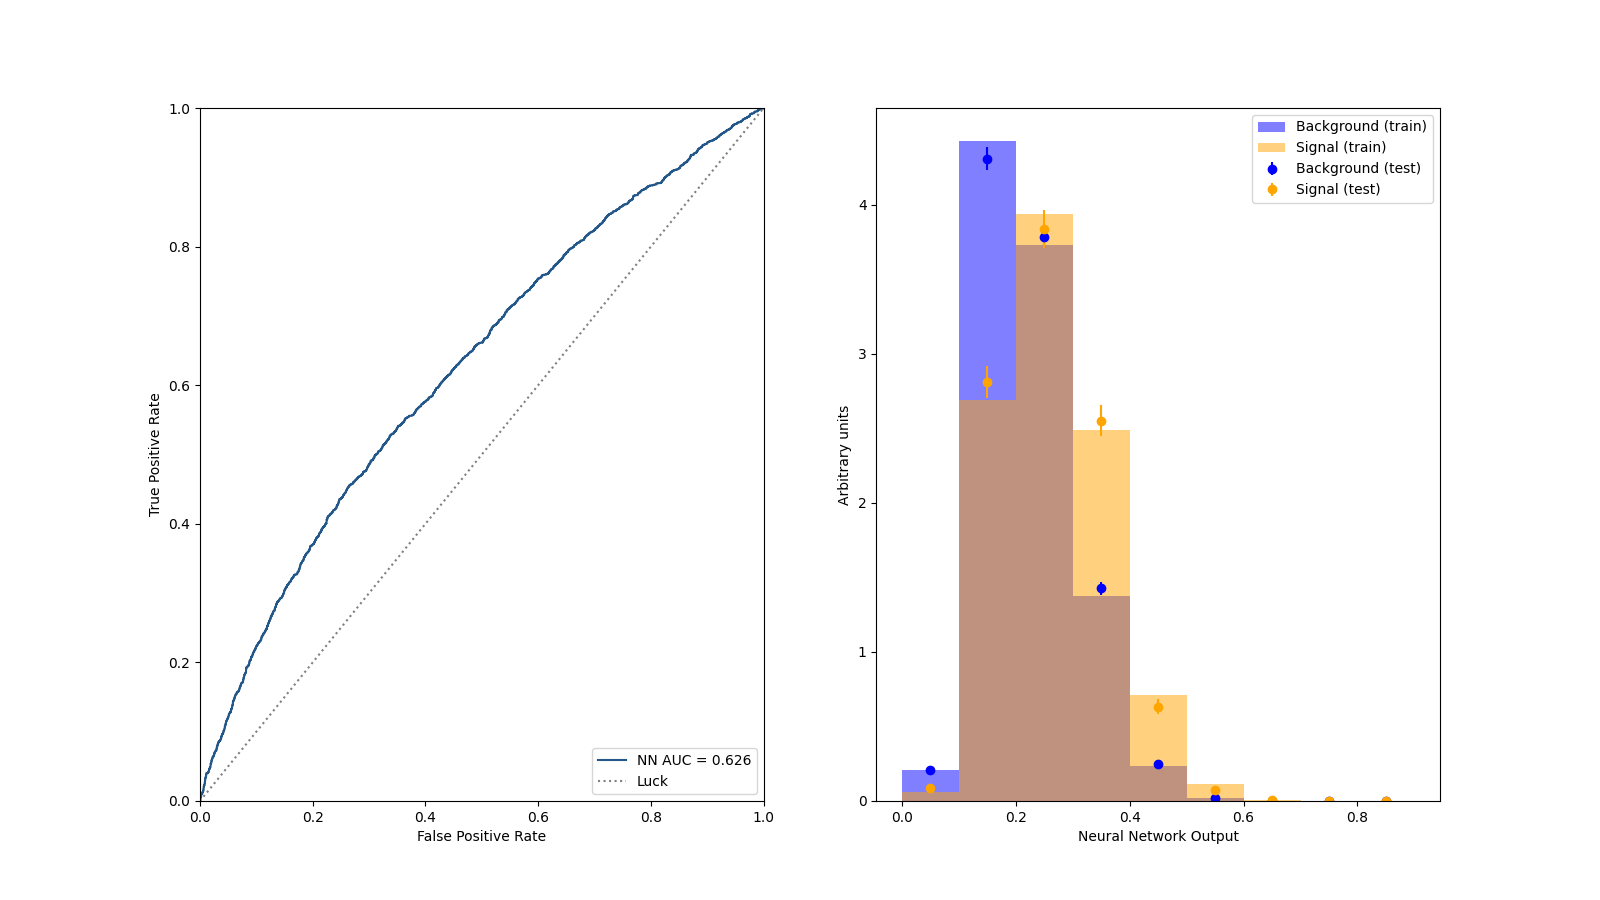 1.0
0.8
0.6
0.4
0.2
0.0
True Positive Rate
0.0 0.2 0.4 0.6 0.8 1.0
False Positive Rate
NN AUC = 0.626
Luck
4
3
2
1
0
Arbitrary units
0.0 0.2 0.4 0.6 0.8
Neural Network Output
Background (train)
Signal (train)
Background (test)
Signal (test)